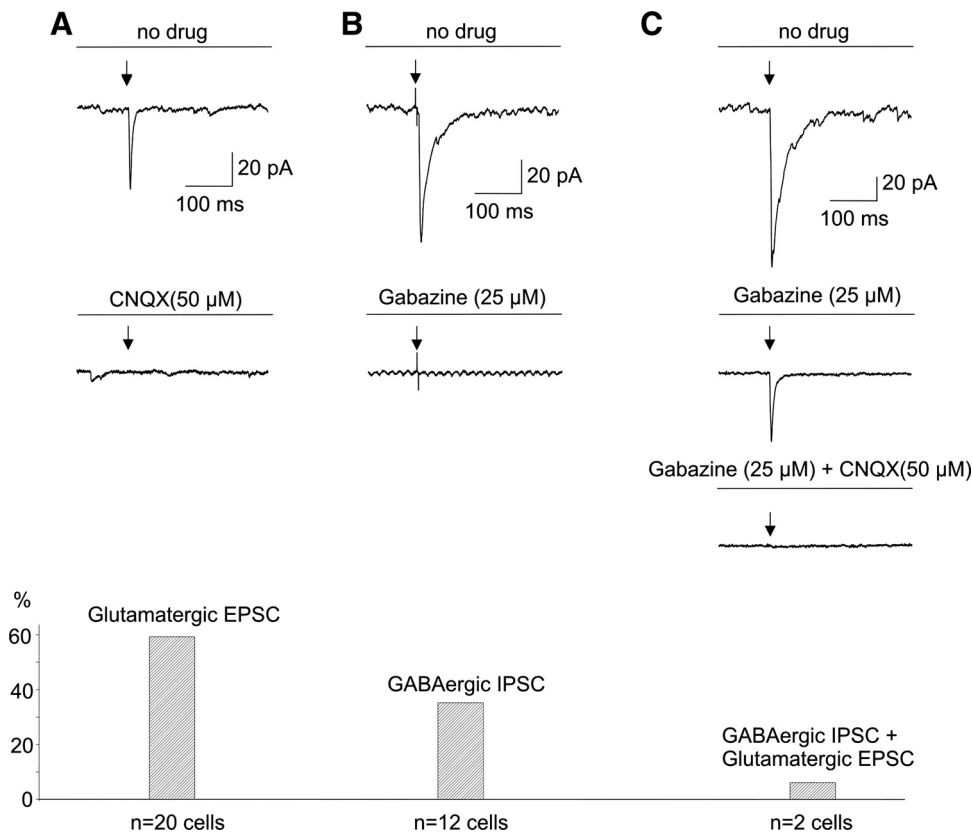 A
no drug
20 pA
100 ms
CNQX(50 µM)
B
no drug
20 pA
100 ms
Gabazine (25 µM)
C
no drug
20 pA
100 ms
Gabazine (25 µM)
Gabazine (25 µM) + CNQX(50 µM)
%
60
40
20
0
Glutamatergic EPSC
GABAergic IPSC
GABAergic IPSC +
Glutamatergic EPSC
n=20 cells
n=12 cells
n=2 cells